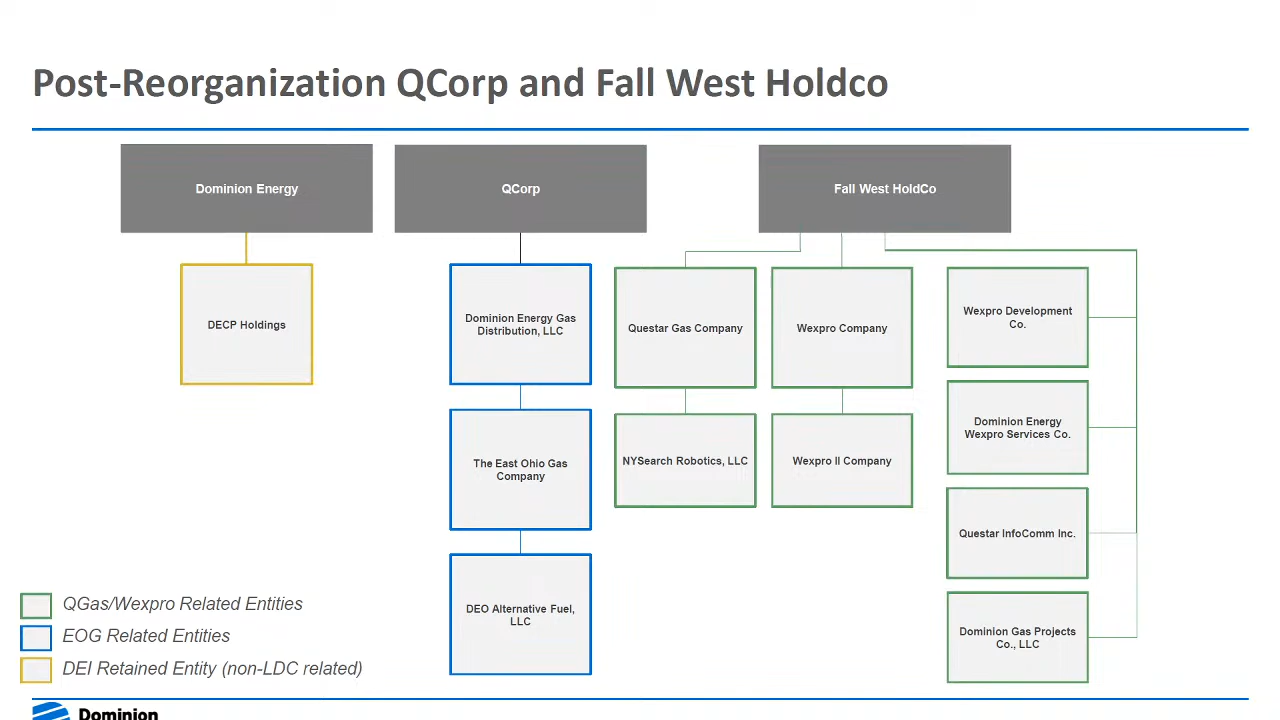 Post-Reorganization QCorp and Fall West Holdco
Dominion Energy
QCorp
Fall West HoldCo
DECP Holdings
Dominion Energy Gas
Distribution, LLC
Questar Gas Company
Wexpro Company
Wexpro Development
Co.
Dominion Energy
Wexpro Services Co.
The East Ohio Gas
Company
NYSearch Robotics, LLC
Wexpro II Company
Questar InfoComm Inc.
DEO Alternative Fuel,
LLC
Dominion Gas Projects
Co., LLC
QGas/Wexpro Related Entities
EOG Related Entities
DEI Retained Entity (non-LDC related)
Dominion